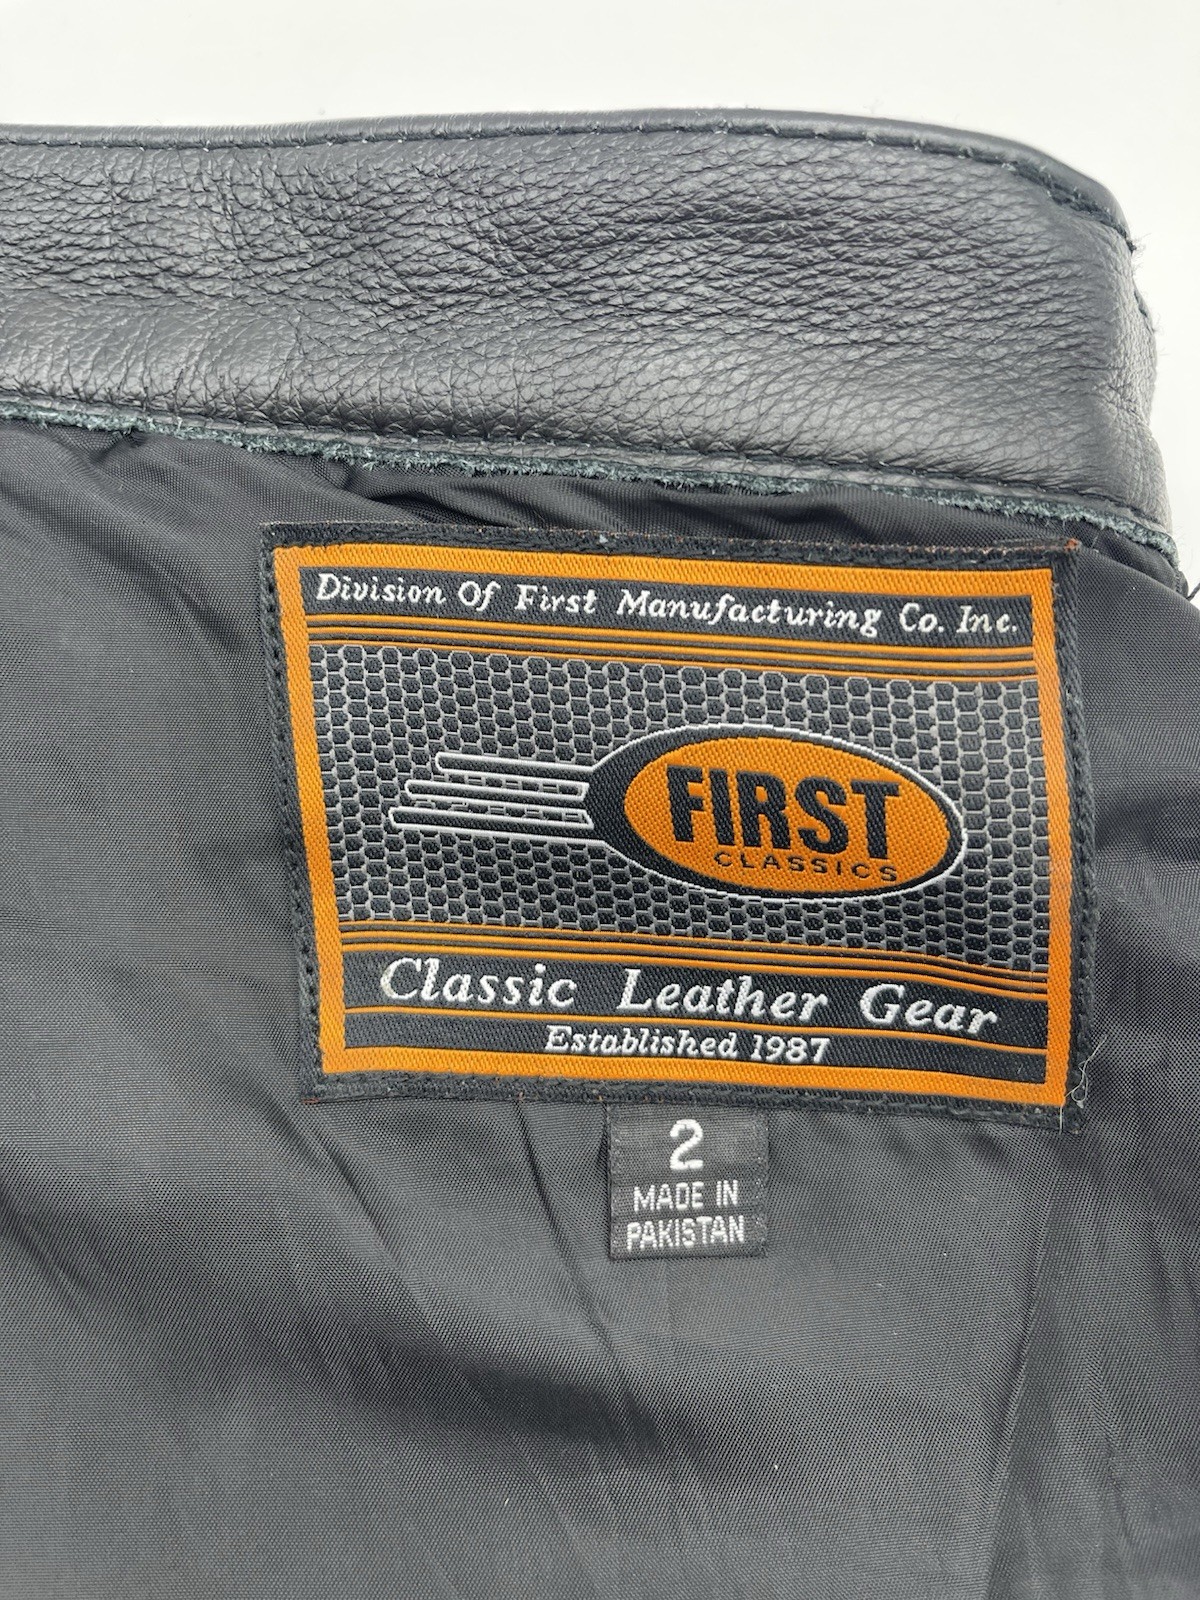 Division Of First Manufacturing Co. Inc.
FIRST
CLASSICS
Classic Leather Gear
Established 1987
2
MADE IN
PAKISTAN